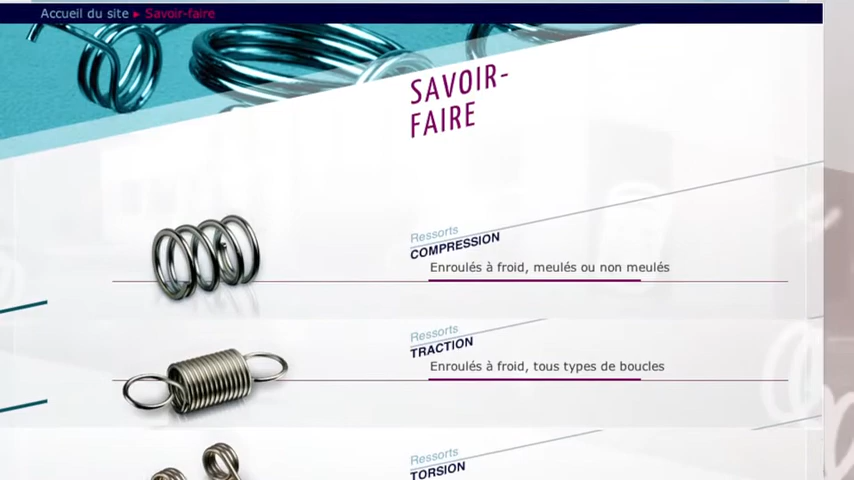 Accueil du site ▸ Savoir-faire
SAVOIR-
FAIRE
Ressorts
COMPRESSION
Enroulés à froid, meulés ou non meulés
Ressorts
TRACTION
Enroulés à froid, tous types de boucles
Ressorts
TORSION